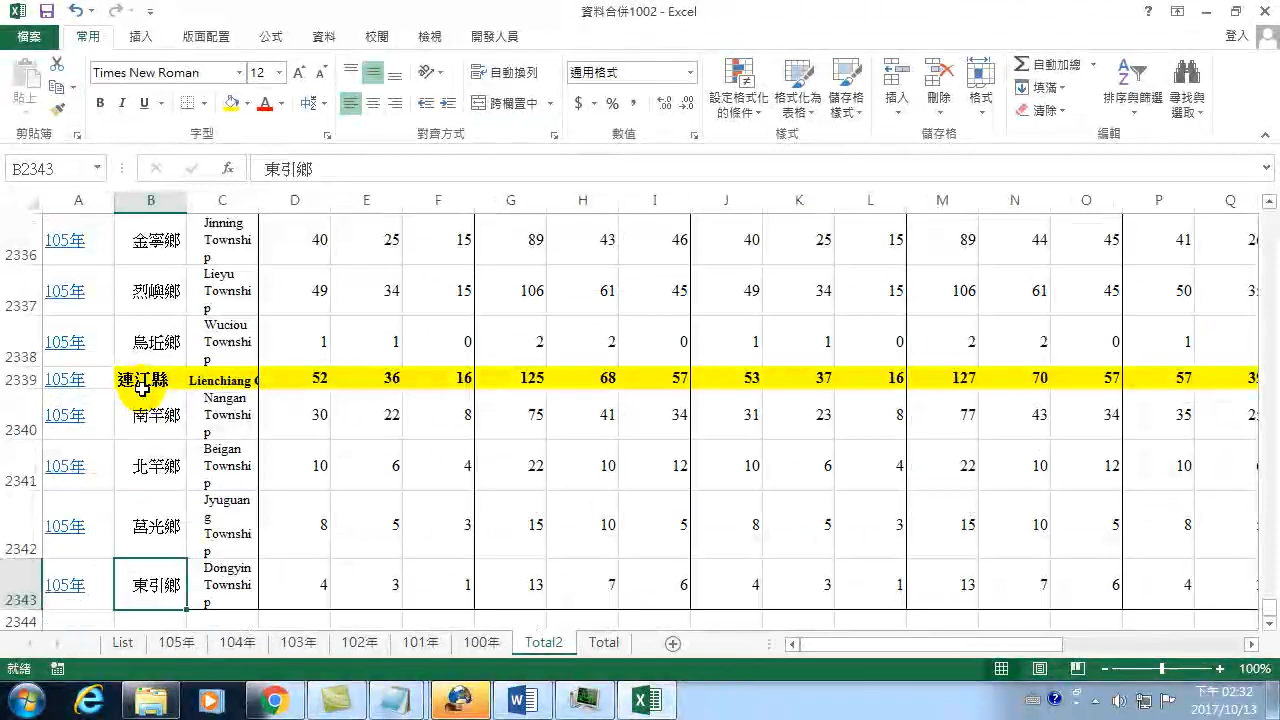 資料合併1002 - Excel
檔案 常用 插入 版面配置 公式 資料 校閱 檢視 開發人員 登入
貼上 Times New Roman 12 自動換列 通用格式 設定格式化的條件 格式化為表格 儲存格樣式 插入 刪除 格式 自動加總 填滿 清除 排序與篩選 尋找與選取
B I U 跨欄置中 $ % ,
剪貼簿 字型 對齊方式 數值 樣式 儲存格 編輯
B2343 fx 東引鄉
A B C D E F G H I J K L M N O P Q
2336 105年 金寧鄉 Jinning Township 40 25 15 89 43 46 40 25 15 89 44 45 41
2337 105年 烈嶼鄉 Lieyu Township 49 34 15 106 61 45 49 34 15 106 61 45 50
2338 105年 烏坵鄉 Wuciou Township 1 1 0 2 2 0 1 1 0 2 2 0 1
2339 105年 連江縣 Lienchiang 52 36 16 125 68 57 53 37 16 127 70 57 57
2340 105年 南竿鄉 Nangan Township 30 22 8 75 41 34 31 23 8 77 43 34 35
2341 105年 北竿鄉 Beigan Township 10 6 4 22 10 12 10 6 4 22 10 12 10
2342 105年 莒光鄉 Jyuguang Township 8 5 3 15 10 5 8 5 3 15 10 5 8
2343 105年 東引鄉 Dongyin Township 4 3 1 13 7 6 4 3 1 13 7 6 4
2344
List 105年 104年 103年 102年 101年 100年 Total2 Total
就緒 100%
下午 02:32
2017/10/13